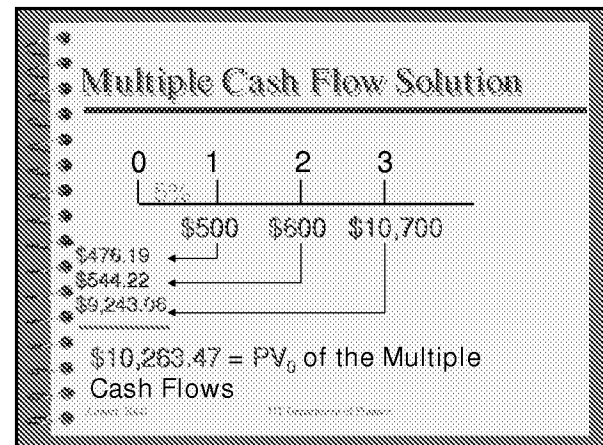 Multiple Cash Flow Solution
0 1 2 3
5%
$500 $600 $10,700
$476.19
$544.22
$9,243.06
$10,263.47 = PV0 of the Multiple
Cash Flows